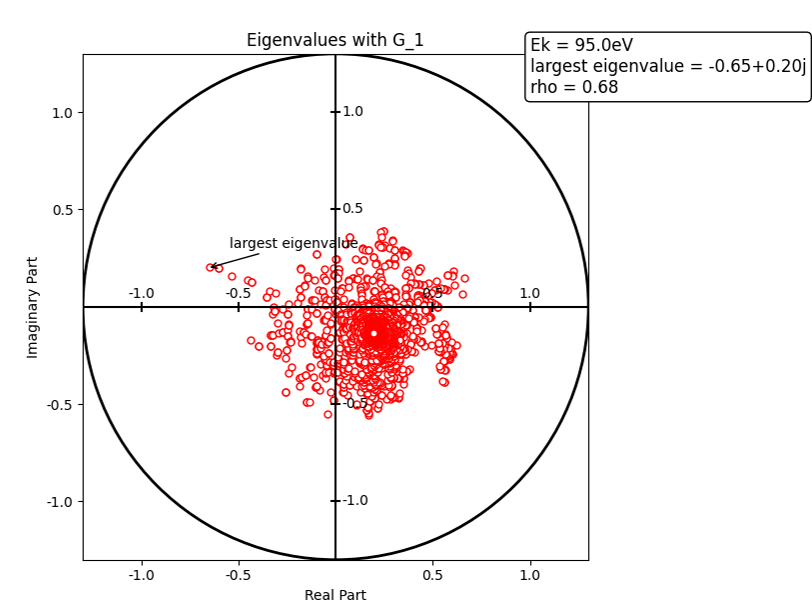 Eigenvalues with G_1
Ek = 95.0eV
largest eigenvalue = -0.65+0.20j
rho = 0.68
1.0
1.0
0.5
0.5
largest eigenvalue
-1.0
-0.5
0.5
1.0
Imaginary Part
-0.5
-0.5
-1.0
-1.0
-1.0
-0.5
0.5
1.0
Real Part